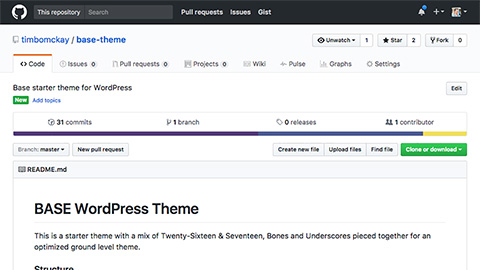 This repository Search Pull requests Issues Gist
timbomckay / base-theme Unwatch 1 Star 2 Fork 0
Code Issues 0 Pull requests 0 Projects 0 Wiki Pulse Graphs Settings
Base starter theme for WordPress Edit
New Add topics
31 commits 1 branch 0 releases 1 contributor
Branch: master New pull request Create new file Upload files Find file Clone or download
README.md
BASE WordPress Theme
This is a starter theme with a mix of Twenty-Sixteen & Seventeen, Bones and Underscores pieced together for an
optimized ground level theme.
Structure